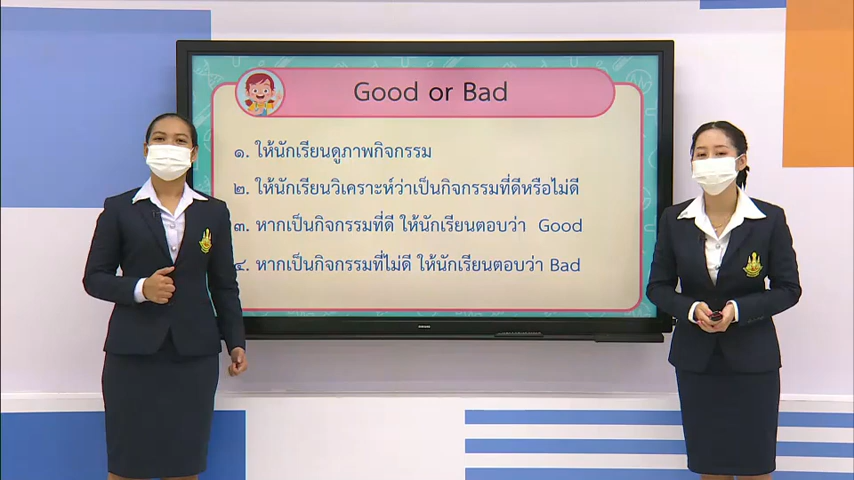 Good or Bad
๑. ให้นักเรียนดูภาพกิจกรรม
๒. ให้นักเรียนวิเคราะห์ว่าเป็นกิจกรรมที่ดีหรือไม่ดี
๓. หากเป็นกิจกรรมที่ดี ให้นักเรียนตอบว่า Good
๔. หากเป็นกิจกรรมที่ไม่ดี ให้นักเรียนตอบว่า Bad
SAMSUNG